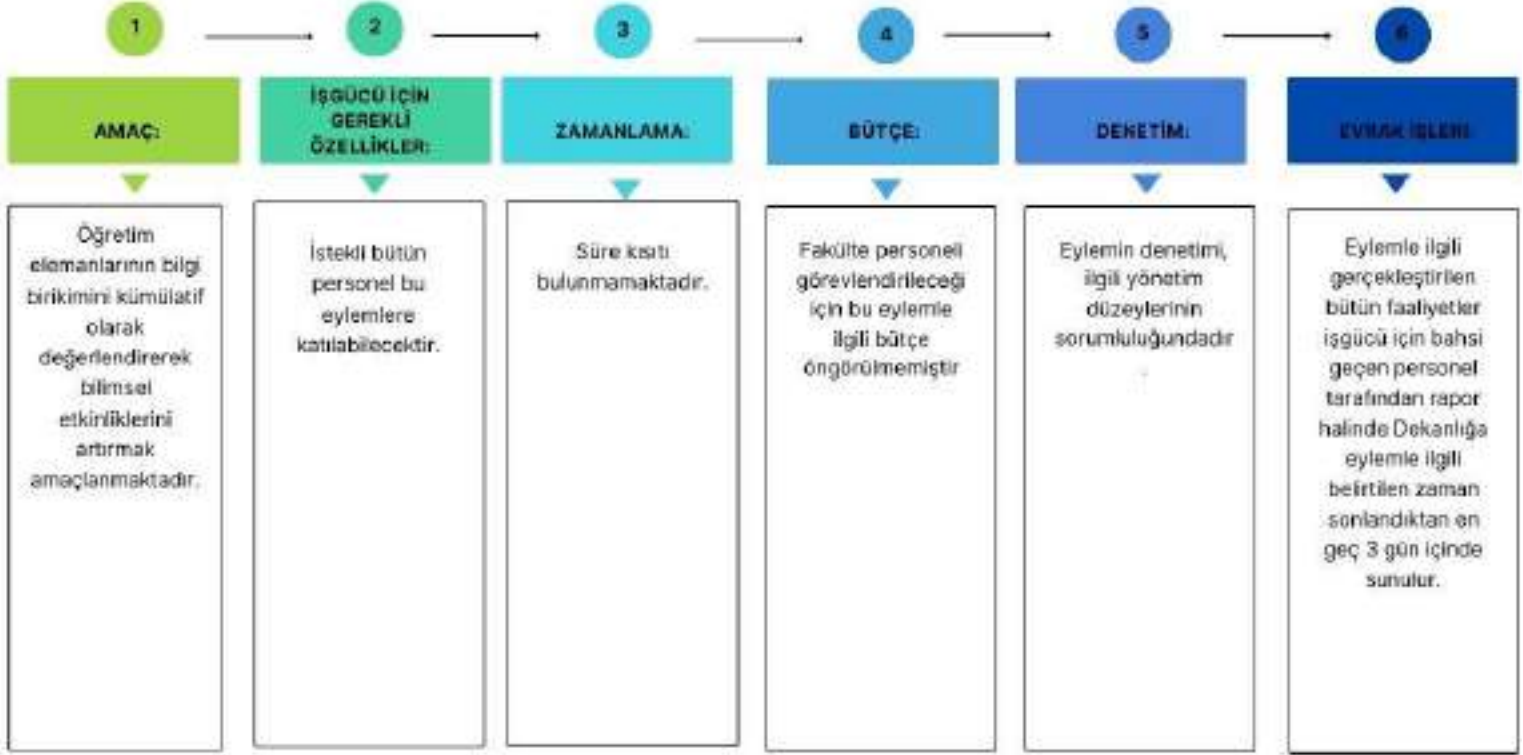 1
2
3
4
5
6
AMAÇ:
İŞGÜCÜ İÇİN
GEREKLİ
ÖZELLİKLER:
ZAMANLAMA:
BÜTÇE:
DENETİM:
EVRAK İŞLERİ:
Öğretim
elemanlarının bilgi
birikimini kümülatif
olarak
değerlendirerek
bilimsel
etkinliklerini
artırmak
amaçlanmaktadır.
İstekli bütün
personel bu
eylemlere
katılabilecektir.
Süre kısıtı
bulunmamaktadır.
Fakülte personeli
görevlendirileceği
için bu eylemle
ilgili bütçe
öngörülmemiştir
Eylemin denetimi,
ilgili yönetim
düzeylerinin
sorumluluğundadır
.
Eylemle ilgili
gerçekleştirilen
bütün faaliyetler
işgücü için bahsi
geçen personel
tarafından rapor
halinde Dekanlığa
eylemle ilgili
belirtilen zaman
sonlandıktan en
geç 3 gün içinde
sunulur.